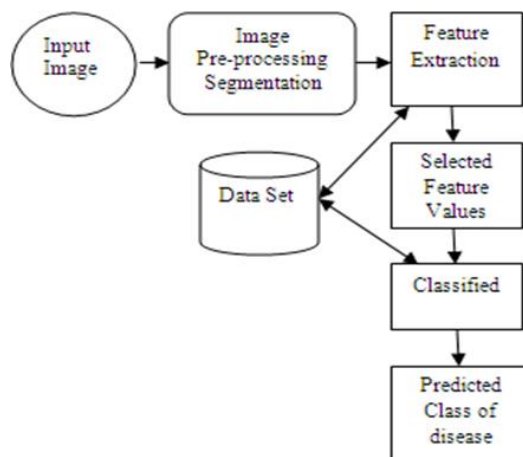 Input
Image
Image
Pre-processing
Segmentation
Feature
Extraction
Data Set
Selected
Feature
Values
Classified
Predicted
Class of
disease